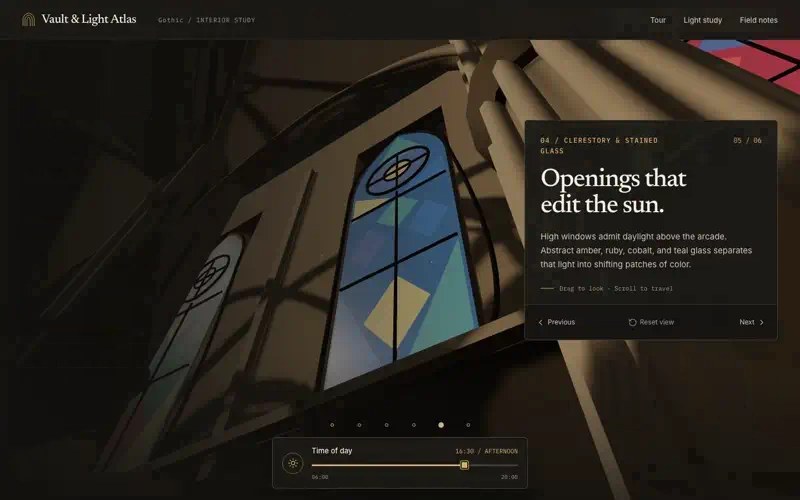 Vault & Light Atlas
Gothic / INTERIOR STUDY
Tour
Light study
Field notes
04 / CLERESTORY & STAINED GLASS
05 / 06
Openings that
edit the sun.
High windows admit daylight above the arcade.
Abstract amber, ruby, cobalt, and teal glass separates
that light into shifting patches of color.
Drag to look · Scroll to travel
Previous
Reset view
Next
Time of day
16:30 / AFTERNOON
06:00
20:00